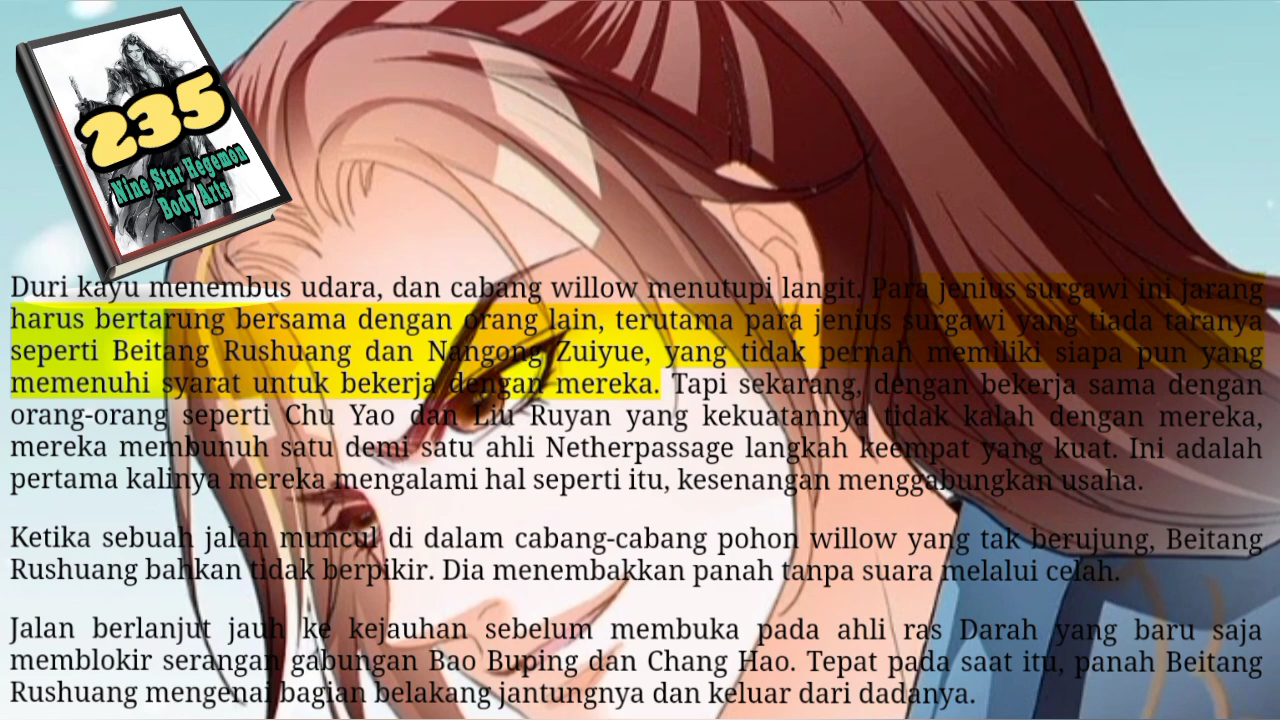 235
Nine Star Hegemon
Body Arts
Duri kayu menembus udara, dan cabang willow menutupi langit. Para jenius surgawi ini jarang
harus bertarung bersama dengan orang lain, terutama para jenius surgawi yang tiada taranya
seperti Beitang Rushuang dan Nangong Zuiyue, yang tidak pernah memiliki siapa pun yang
memenuhi syarat untuk bekerja dengan mereka. Tapi sekarang, dengan bekerja sama dengan
orang-orang seperti Chu Yao dan Liu Ruyan yang kekuatannya tidak kalah dengan mereka,
mereka membunuh satu demi satu ahli Netherpassage langkah keempat yang kuat. Ini adalah
pertama kalinya mereka mengalami hal seperti itu, kesenangan menggabungkan usaha.
Ketika sebuah jalan muncul di dalam cabang-cabang pohon willow yang tak berujung, Beitang
Rushuang bahkan tidak berpikir. Dia menembakkan panah tanpa suara melalui celah.
Jalan berlanjut jauh ke kejauhan sebelum membuka pada ahli ras Darah yang baru saja
memblokir serangan gabungan Bao Buping dan Chang Hao. Tepat pada saat itu, panah Beitang
Rushuang mengenai bagian belakang jantungnya dan keluar dari dadanya.